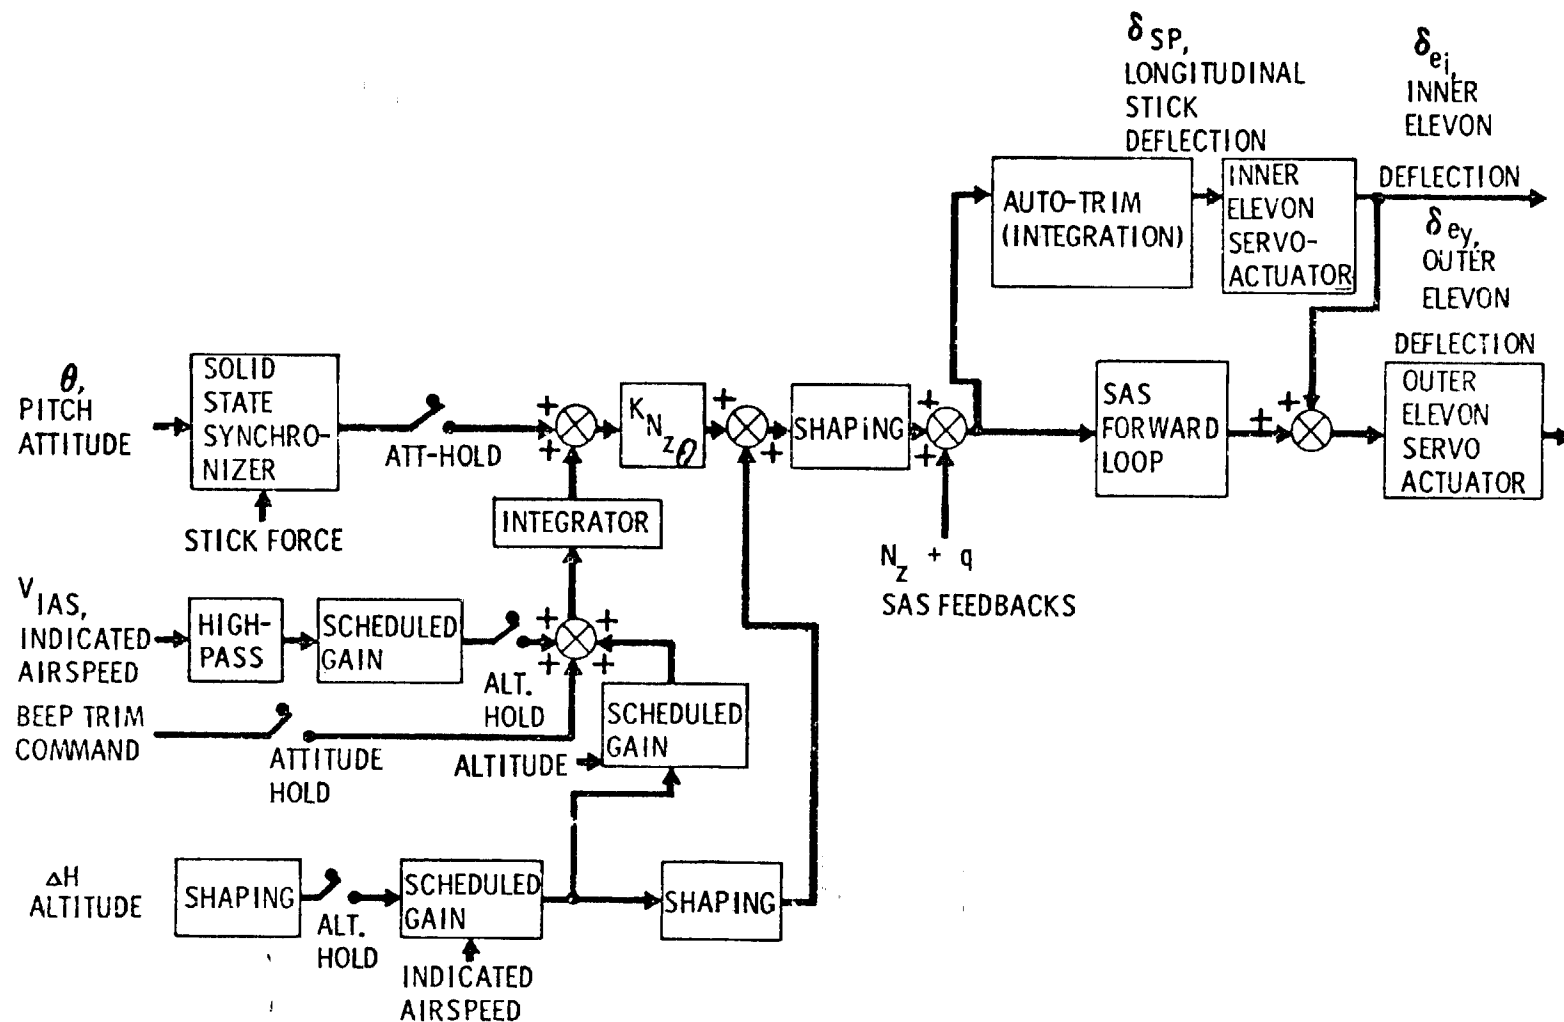 δSP,
LONGITUDINAL
STICK
DEFLECTION
δei,
INNER
ELEVON
DEFLECTION
AUTO-TRIM
(INTEGRATION)
INNER
ELEVON
SERVO-
ACTUATOR
δey,
OUTER
ELEVON
DEFLECTION
θ,
PITCH
ATTITUDE
SOLID
STATE
SYNCHRO-
NIZER
STICK FORCE
ATT-HOLD
+
+
KNzθ
+
+
SHAPING
+
+
SAS
FORWARD
LOOP
+
+
OUTER
ELEVON
SERVO
ACTUATOR
INTEGRATOR
Nz + q
SAS FEEDBACKS
VIAS,
INDICATED
AIRSPEED
HIGH-
PASS
SCHEDULED
GAIN
ALT.
HOLD
+
+
+
+
BEEP TRIM
COMMAND
ATTITUDE
HOLD
SCHEDULED
GAIN
ALTITUDE
ΔH
ALTITUDE
SHAPING
ALT.
HOLD
SCHEDULED
GAIN
INDICATED
AIRSPEED
SHAPING